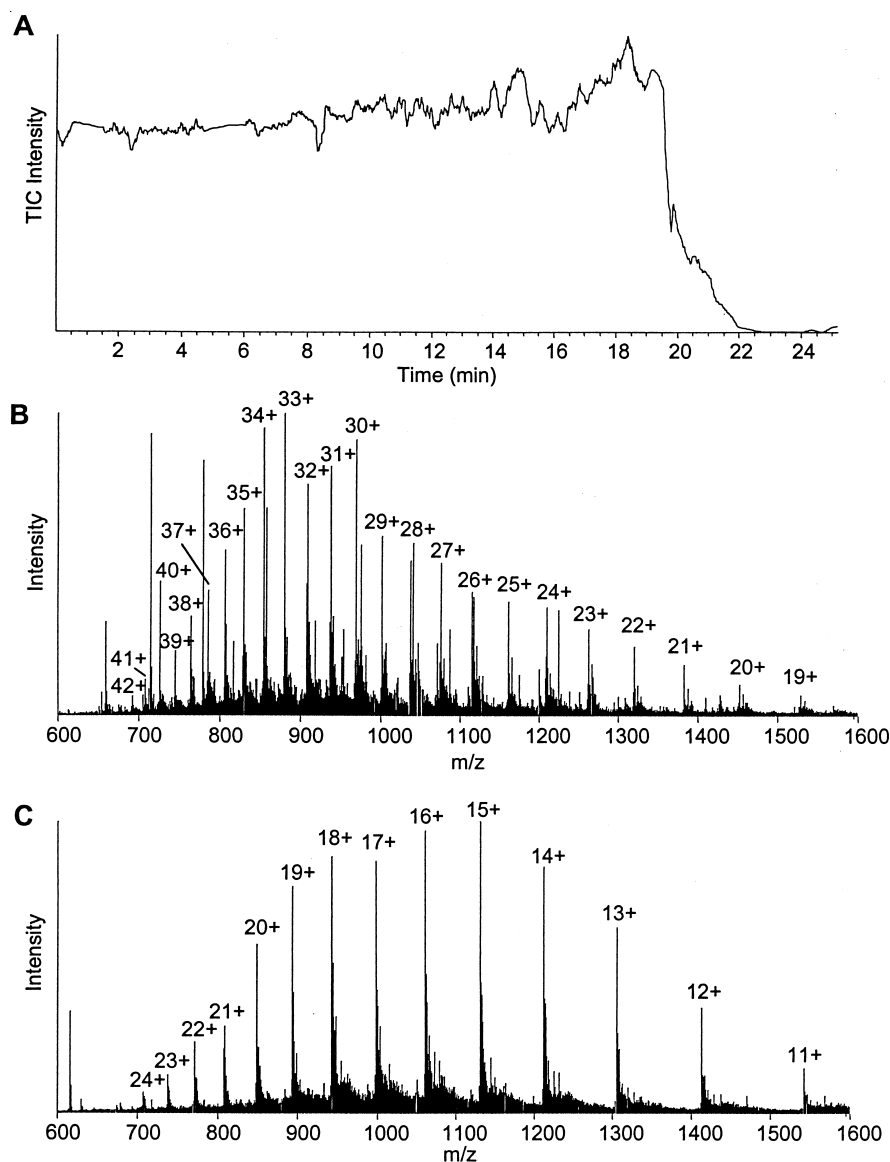 A
TIC Intensity
2 4 6 8 10 12 14 16 18 20 22 24
Time (min)
B
33+
34+
30+
31+
32+
35+
29+ 28+
37+
36+
27+
40+
26+ 25+
24+
38+
23+
39+
22+
41+
21+
42+
20+
19+
Intensity
600 700 800 900 1000 1100 1200 1300 1400 1500 1600
m/z
C
15+
16+
18+ 17+
14+
19+
13+
20+
12+
21+
22+
11+
23+
24+
Intensity
600 700 800 900 1000 1100 1200 1300 1400 1500 1600
m/z